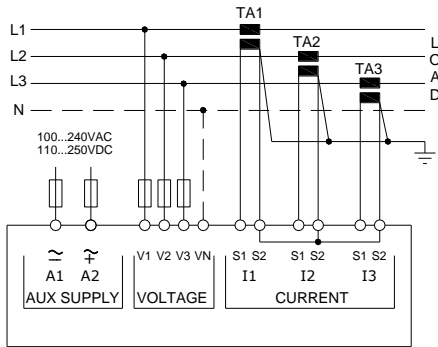 TA1
L1
TA2
L2
TA3
L3
N
LOAD
100...240VAC
110...250VDC
V1 V2 V3 VN S1 S2 S1 S2 S1 S2
A1 A2 I1 I2 I3
AUX SUPPLY VOLTAGE CURRENT